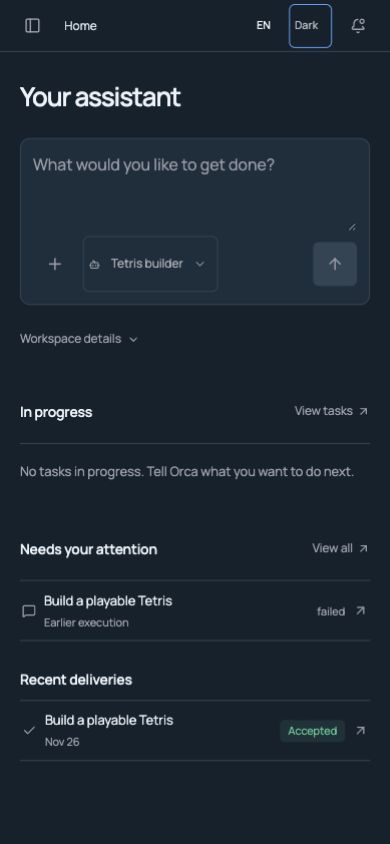 Home
EN
Dark
Your assistant
What would you like to get done?
Tetris builder
Workspace details
In progress
View tasks
No tasks in progress. Tell Orca what you want to do next.
Needs your attention
View all
Build a playable Tetris
Earlier execution
failed
Recent deliveries
Build a playable Tetris
Nov 26
Accepted